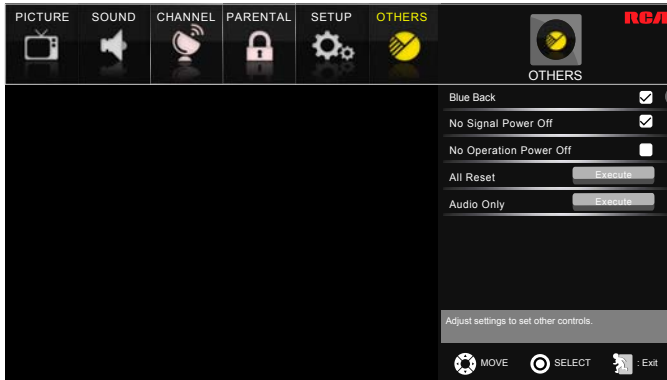 PICTURE SOUND CHANNEL PARENTAL SETUP OTHERS
RCA
OTHERS
Blue Back
No Signal Power Off
No Operation Power Off
All Reset Execute
Audio Only Execute
Adjust settings to set other controls.
MOVE SELECT : Exit